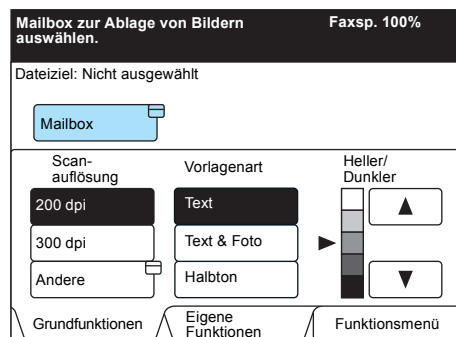 Mailbox zur Ablage von Bildern Faxsp. 100%
auswählen.
Dateiziel: Nicht ausgewählt
Mailbox
Scan-
auflösung
Vorlagenart
Heller/
Dunkler
200 dpi
Text
300 dpi
Text & Foto
Andere
Halbton
Grundfunktionen
Eigene
Funktionen
Funktionsmenü